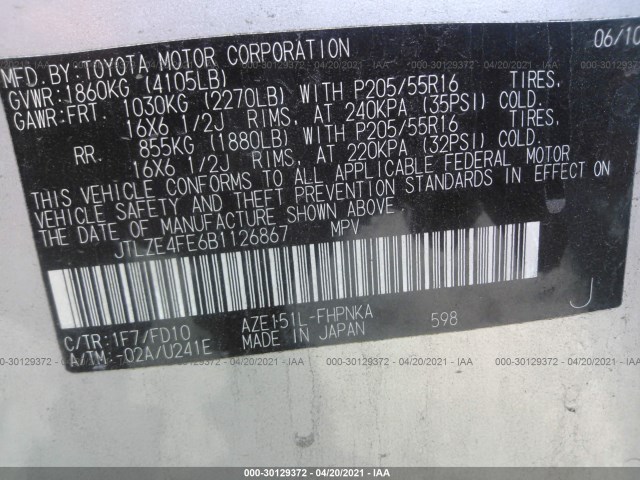 06/10
MFD.BY:TOYOTA MOTOR CORPORATION
GVWR:1860KG (4105LB)
GAWR:FRT. 1030KG (2270LB) WITH P205/55R16 TIRES,
16X6 1/2J RIMS, AT 240KPA (35PSI) COLD.
RR. 855KG (1880LB) WITH P205/55R16 TIRES,
16X6 1/2J RIMS, AT 220KPA (32PSI) COLD.
THIS VEHICLE CONFORMS TO ALL APPLICABLE FEDERAL MOTOR
VEHICLE SAFETY AND THEFT PREVENTION STANDARDS IN EFFECT ON
THE DATE OF MANUFACTURE SHOWN ABOVE.
JTLZE4FE6B1126867 MPV
C/TR:1F7/FD10 AZE151L-FHPNKA 598 J
A/TM:-02A/U241E MADE IN JAPAN
000-30129372 - 04/20/2021 - IAA